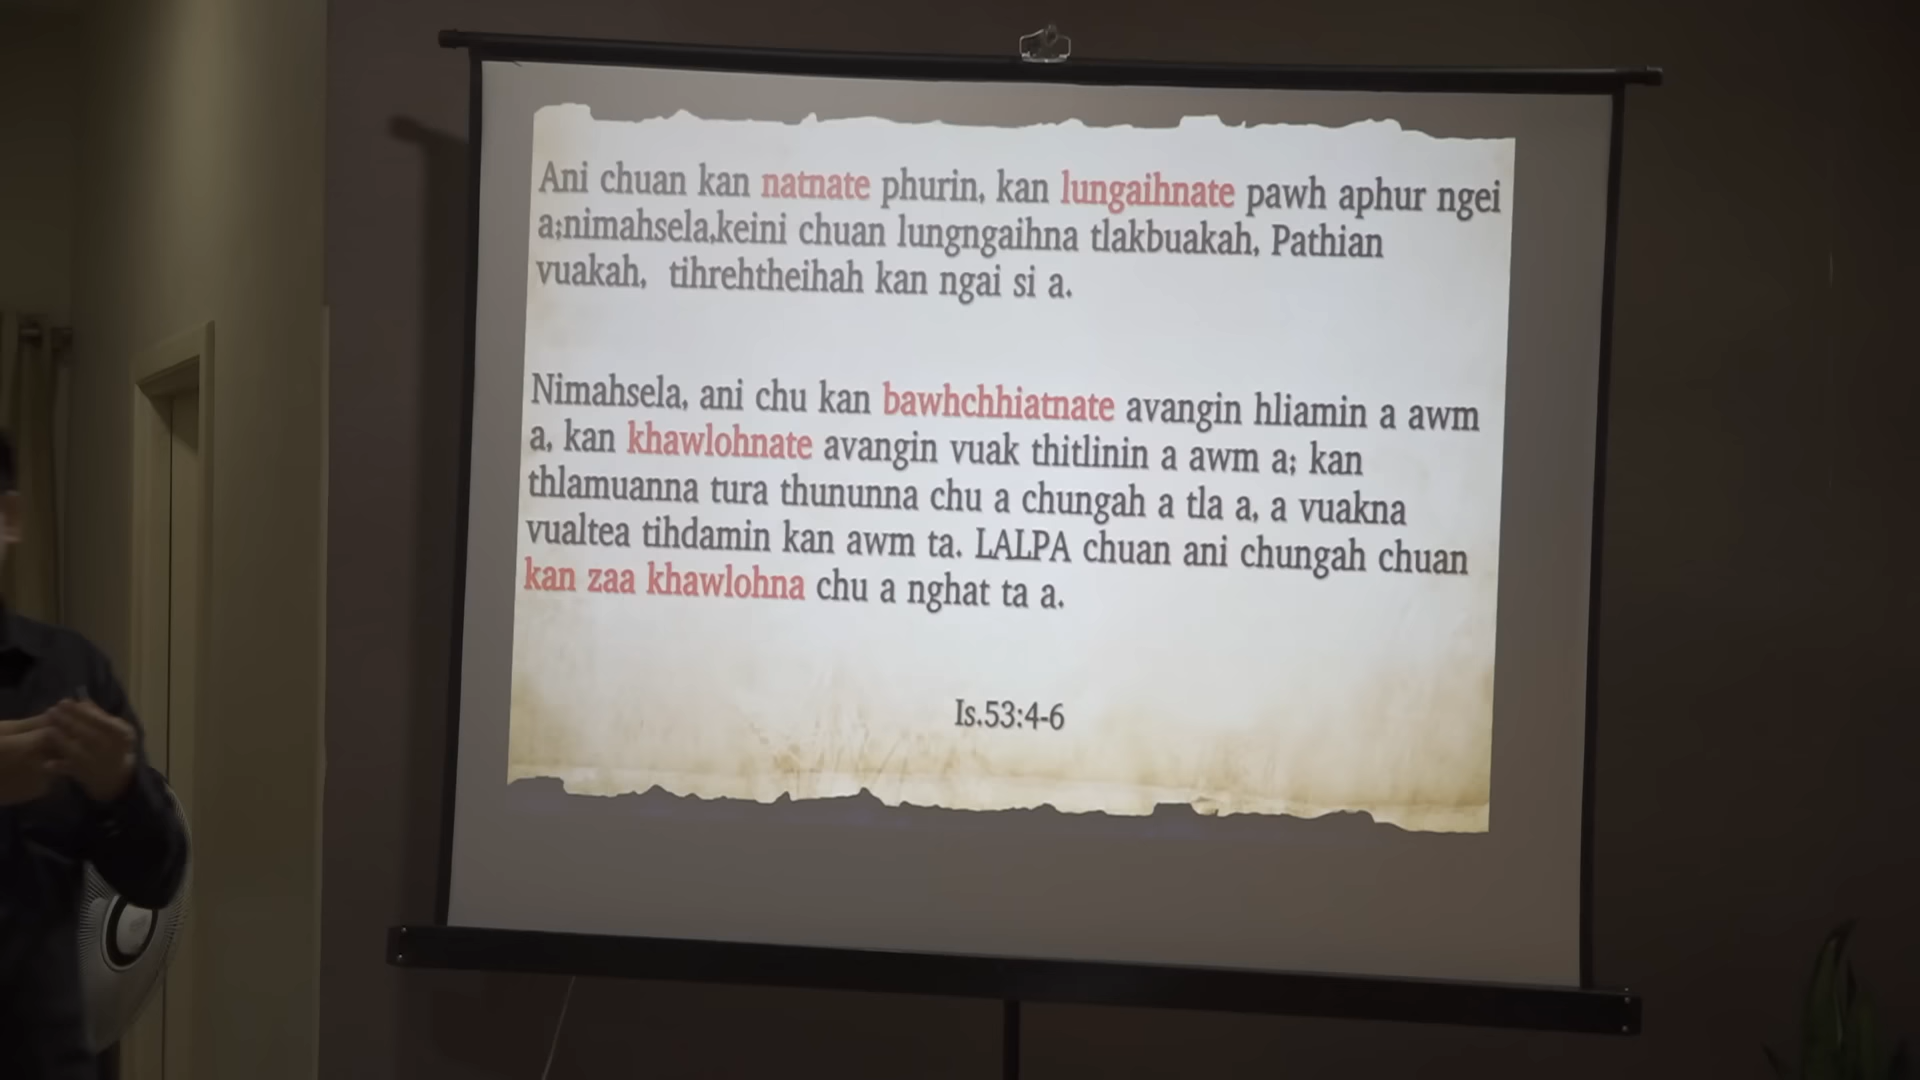 Ani chuan kan natnate phurin, kan lungaihnate pawh aphur ngei
a;nimahsela,keini chuan lungngaihna tlakbuakah, Pathian
vuakah, tihrehtheihah kan ngai si a.
Nimahsela, ani chu kan bawhchhiatnate avangin hliamin a awm
a, kan khawlohnate avangin vuak thitlinin a awm a; kan
thlamuanna tura thununna chu a chungah a tla a, a vuakna
vualtea tihdamin kan awm ta. LALPA chuan ani chungah chuan
kan zaa khawlohna chu a nghat ta a.
Is.53:4-6